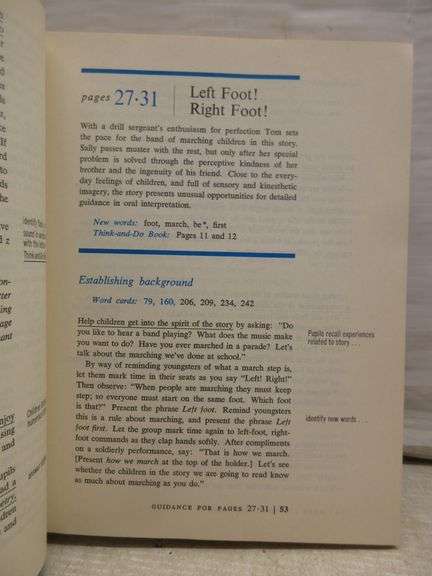 pages 27·31
Left Foot!
Right Foot!
With a drill sergeant's enthusiasm for perfection Tom sets
the pace for the band of marching children in this story.
Sally passes muster with the rest, but only after her special
problem is solved through the perceptive kindness of her
brother and the ingenuity of his friend. Close to the every-
day feelings of children, and full of sensory and kinesthetic
imagery, the story presents unusual opportunities for detailed
guidance in oral interpretation.
New words: foot, march, be*, first
Think-and-Do Book: Pages 11 and 12
Establishing background
Word cards: 79, 160, 206, 209, 234, 242
Help children get into the spirit of the story by asking: "Do
you like to hear a band playing? What does the music make
you want to do? Have you ever marched in a parade? Let's
talk about the marching we've done at school."
By way of reminding youngsters of what a march step is,
let them mark time in their seats as you say "Left! Right!"
Then observe: "When people are marching they must keep
step; so everyone must start on the same foot. Which foot
is that?" Present the phrase Left foot. Remind youngsters
this is a rule about marching, and present the phrase Left
foot first. Let the group mark time again to left-foot, right-
foot commands as they clap hands softly. After compliments
on a soldierly performance, say: "That is how we march.
[Present how we march at the top of the holder.] Let's see
whether the children in the story we are going to read know
as much about marching as you do."
Pupils recall experiences
related to story . . .
Identify new words . . .
GUIDANCE FOR PAGES 27-31 | 53